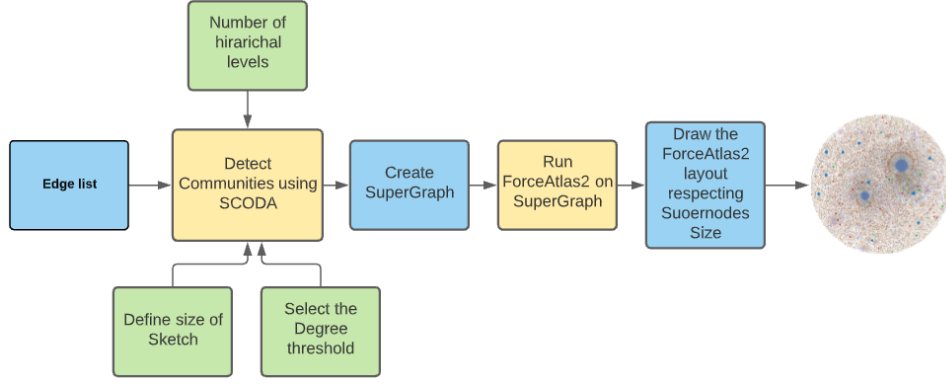 Number of
hirarichal
levels
Edge list
Detect
Communities using
SCODA
Create
SuperGraph
Run
ForceAtlas2 on
SuperGraph
Draw the
ForceAtlas2
layout
respecting
Suoernodes
Size
Define size of
Sketch
Select the
Degree
threshold